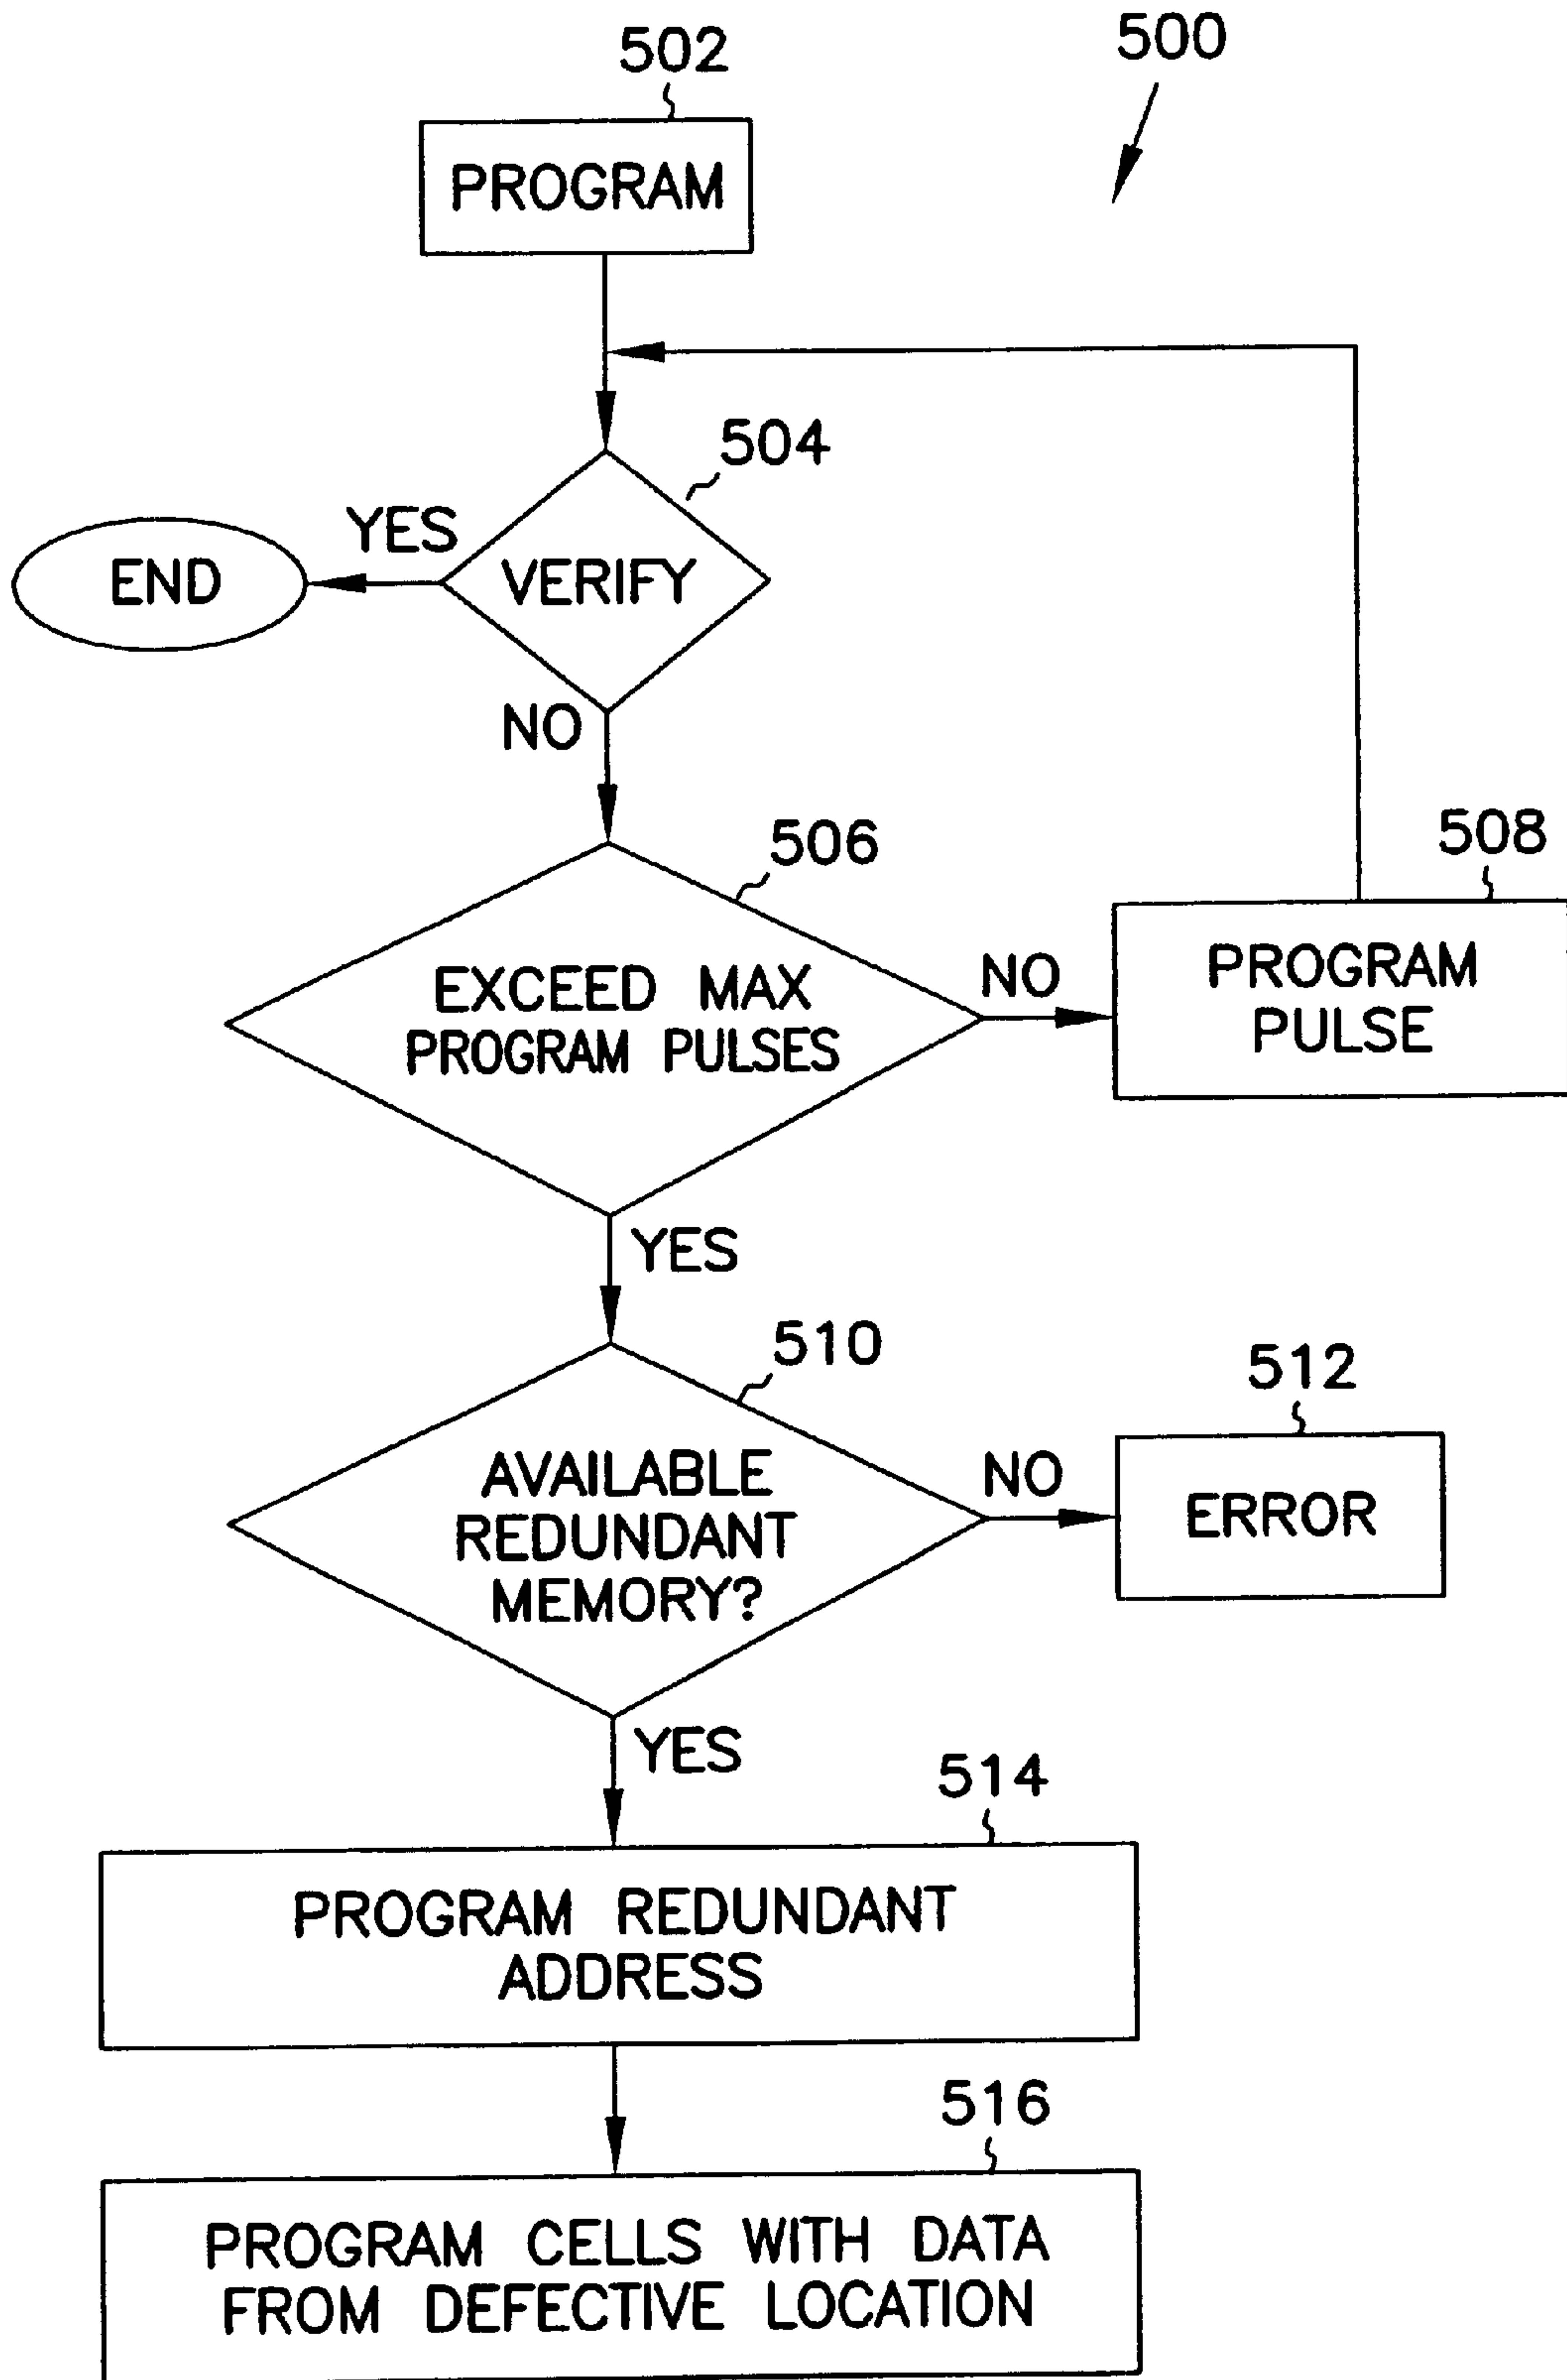 502
500
PROGRAM
504
YES
END
VERIFY
NO
506
508
EXCEED MAX
PROGRAM PULSES
NO
PROGRAM
PULSE
YES
510
512
AVAILABLE
REDUNDANT
MEMORY?
NO
ERROR
YES
514
PROGRAM REDUNDANT
ADDRESS
516
PROGRAM CELLS WITH DATA
FROM DEFECTIVE LOCATION